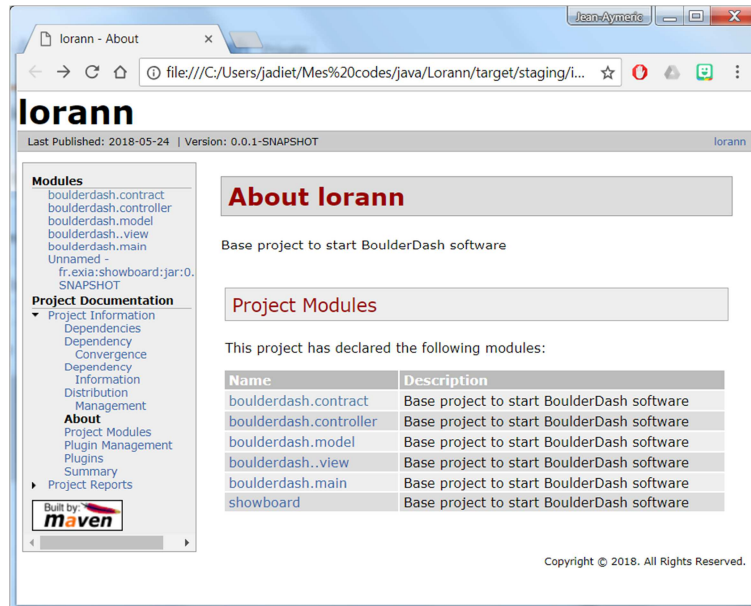 Jean-Aymeric
lorann - About
file:///C:/Users/jadiet/Mes%20codes/java/Lorann/target/staging/i...
lorann
Last Published: 2018-05-24 | Version: 0.0.1-SNAPSHOT lorann
Modules
boulderdash.contract
boulderdash.controller
boulderdash.model
boulderdash..view
boulderdash.main
Unnamed -
fr.exia:showboard:jar:0.
SNAPSHOT
Project Documentation
Project Information
Dependencies
Dependency
Convergence
Dependency
Information
Distribution
Management
About
Project Modules
Plugin Management
Plugins
Summary
Project Reports
Built by:
maven
About lorann
Base project to start BoulderDash software
Project Modules
This project has declared the following modules:
Name Description
boulderdash.contract Base project to start BoulderDash software
boulderdash.controller Base project to start BoulderDash software
boulderdash.model Base project to start BoulderDash software
boulderdash..view Base project to start BoulderDash software
boulderdash.main Base project to start BoulderDash software
showboard Base project to start BoulderDash software
Copyright © 2018. All Rights Reserved.